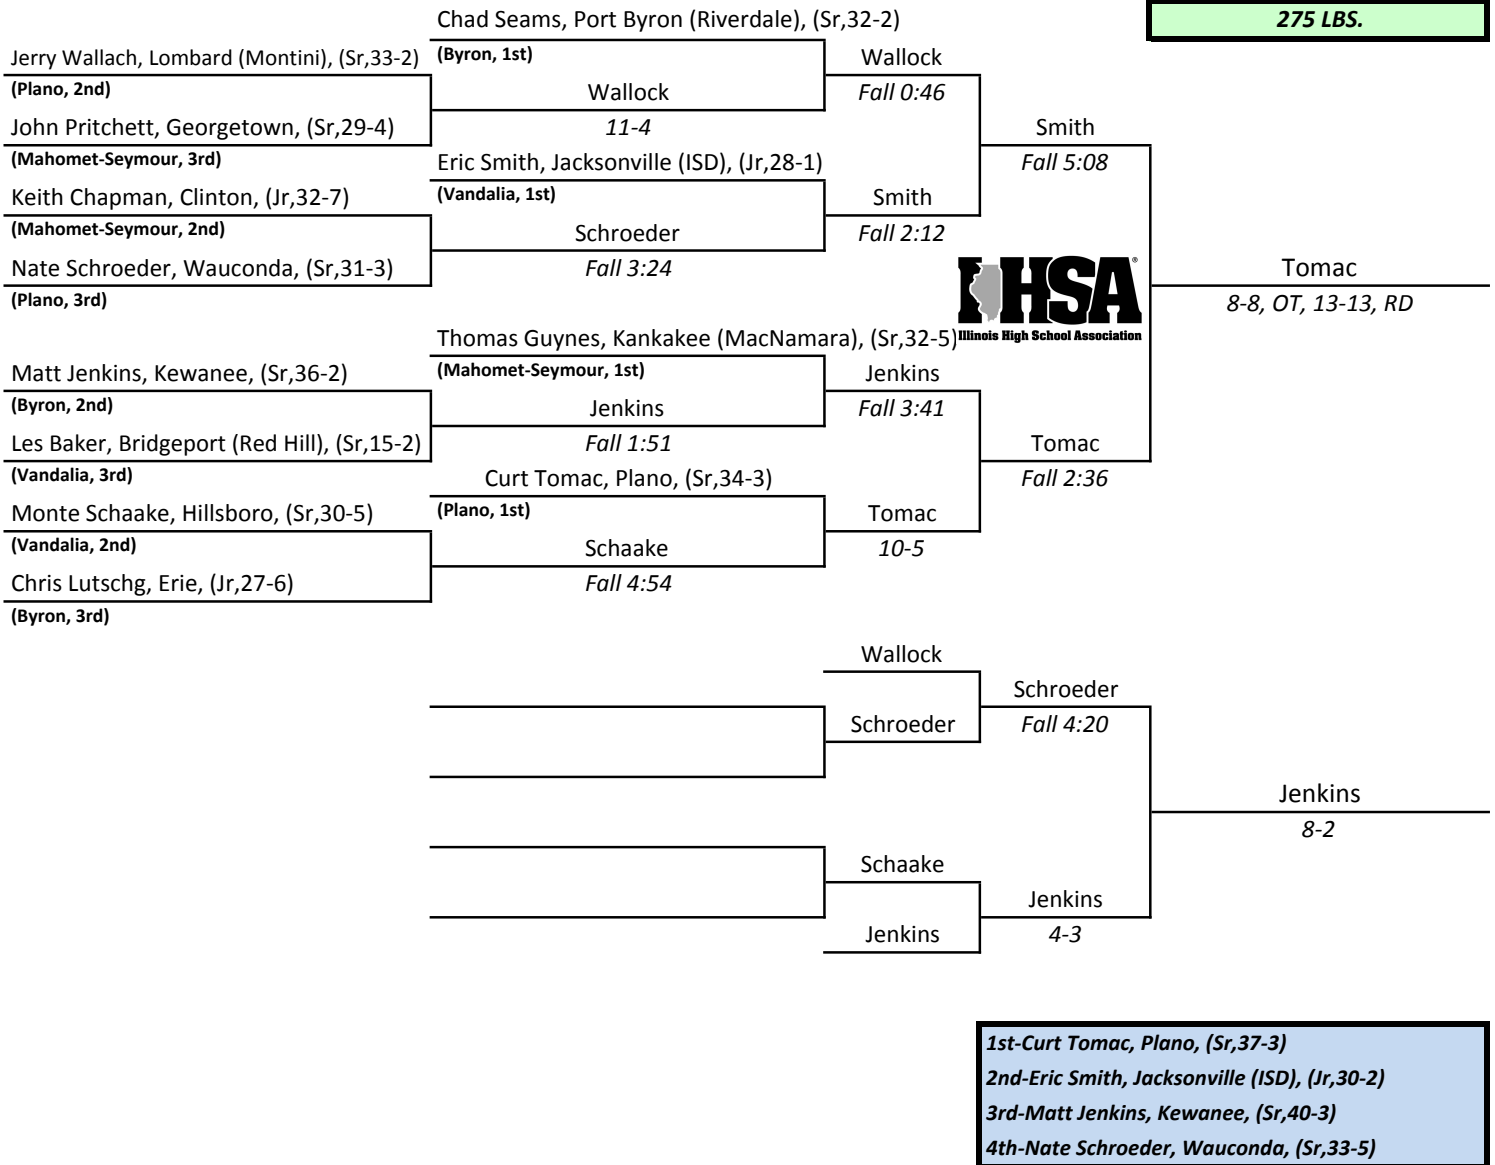 Chad Seams, Port Byron (Riverdale), (Sr,32-2)
275 LBS.
Jerry Wallach, Lombard (Montini), (Sr,33-2)
(Byron, 1st)
Wallock
(Plano, 2nd)
Wallock
Fall 0:46
John Pritchett, Georgetown, (Sr,29-4)
11-4
Smith
(Mahomet-Seymour, 3rd)
Eric Smith, Jacksonville (ISD), (Jr,28-1)
Fall 5:08
Keith Chapman, Clinton, (Jr,32-7)
(Vandalia, 1st)
Smith
(Mahomet-Seymour, 2nd)
Schroeder
Fall 2:12
Nate Schroeder, Wauconda, (Sr,31-3)
Fall 3:24
IHSA®
Tomac
(Plano, 3rd)
8-8, OT, 13-13, RD
Thomas Guynes, Kankakee (MacNamara), (Sr,32-5)
Illinois High School Association
Matt Jenkins, Kewanee, (Sr,36-2)
(Mahomet-Seymour, 1st)
Jenkins
(Byron, 2nd)
Jenkins
Fall 3:41
Les Baker, Bridgeport (Red Hill), (Sr,15-2)
Fall 1:51
Tomac
(Vandalia, 3rd)
Curt Tomac, Plano, (Sr,34-3)
Fall 2:36
Monte Schaake, Hillsboro, (Sr,30-5)
(Plano, 1st)
Tomac
(Vandalia, 2nd)
Schaake
10-5
Chris Lutschg, Erie, (Jr,27-6)
Fall 4:54
(Byron, 3rd)
Wallock
Schroeder
Schroeder
Fall 4:20
Jenkins
8-2
Schaake
Jenkins
Jenkins
4-3
1st-Curt Tomac, Plano, (Sr,37-3)
2nd-Eric Smith, Jacksonville (ISD), (Jr,30-2)
3rd-Matt Jenkins, Kewanee, (Sr,40-3)
4th-Nate Schroeder, Wauconda, (Sr,33-5)